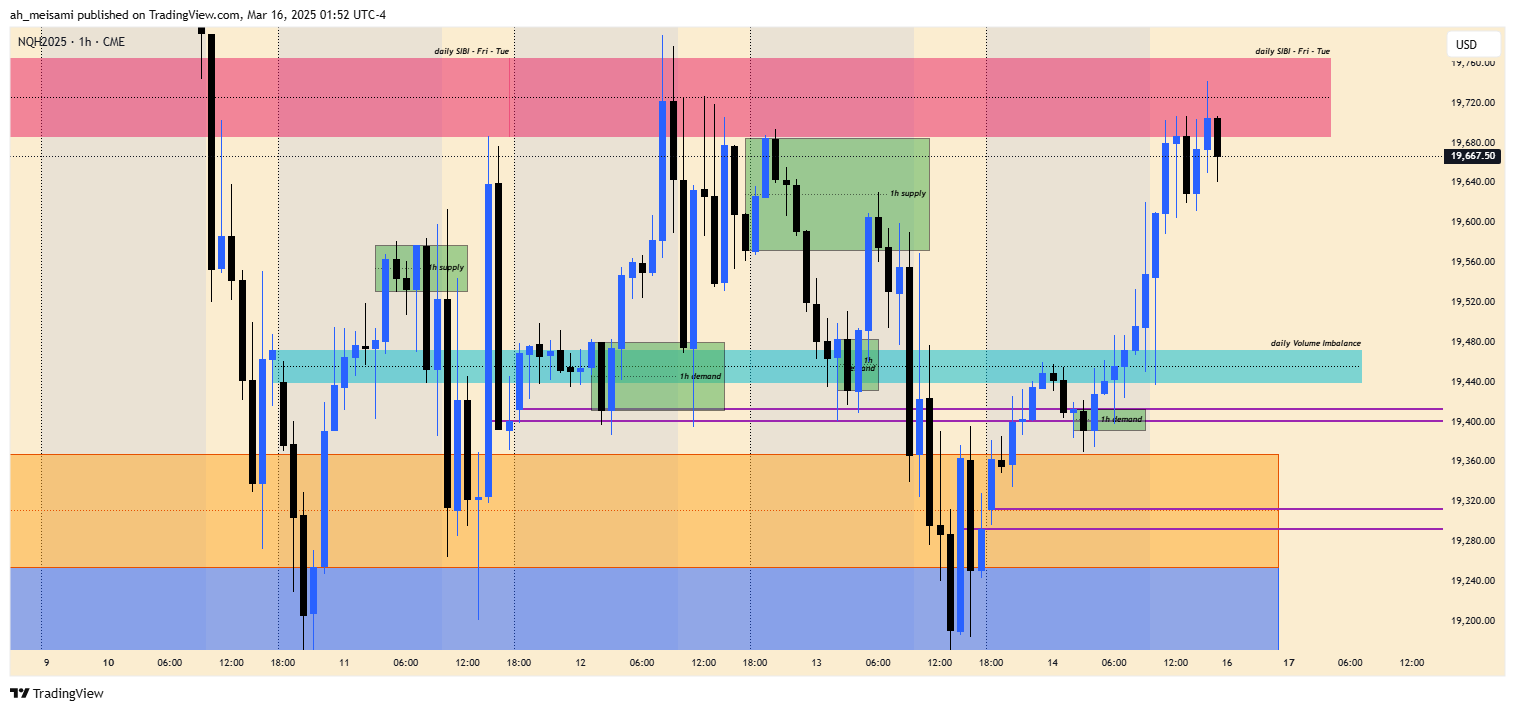 ah_meisami published on TradingView.com, Mar 16, 2025 01:52 UTC-4
NQH2025 · 1h · CME
USD
daily SIBI - Fri - Tue
daily SIBI - Fri - Tue
19,760.00
19,720.00
19,680.00
19,667.50
19,640.00
1h supply
19,600.00
1h supply
19,560.00
19,520.00
daily Volume Imbalance
19,480.00
1h
demand
1h demand
19,440.00
1h demand
19,400.00
19,360.00
19,320.00
19,280.00
19,240.00
19,200.00
9 10 06:00 12:00 18:00 11 06:00 12:00 18:00 12 06:00 12:00 18:00 13 06:00 12:00 18:00 14 06:00 12:00 16 17 06:00 12:00
TradingView